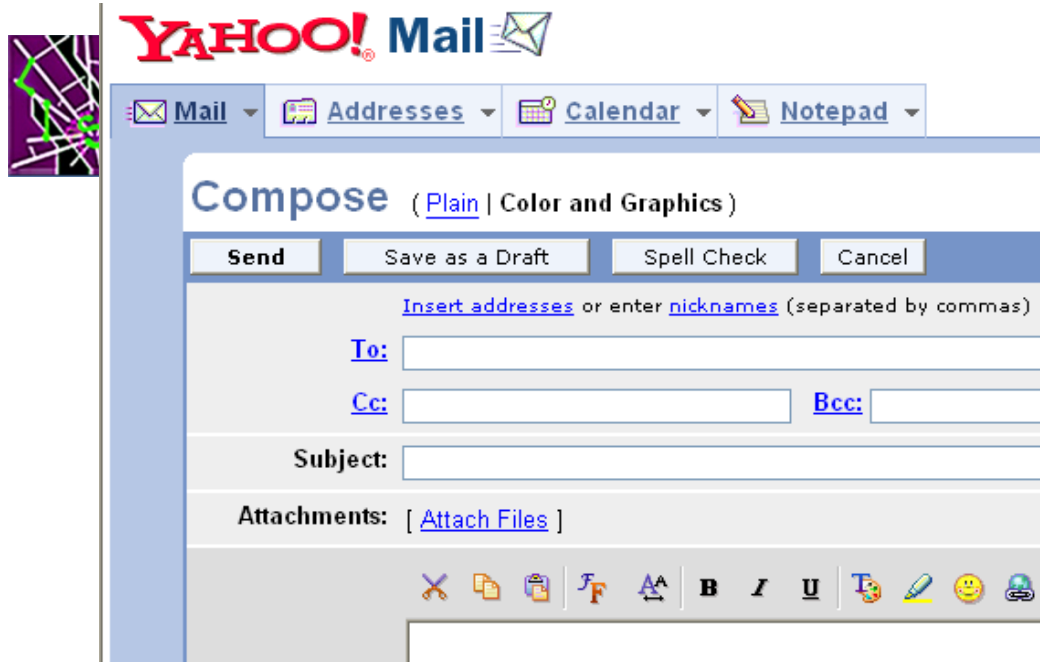 YAHOO!® Mail
Mail Addresses Calendar Notepad
Compose ( Plain | Color and Graphics )
Send Save as a Draft Spell Check Cancel
Insert addresses or enter nicknames (separated by commas)
To:
Cc: Bcc:
Subject:
Attachments: [ Attach Files ]
B I U